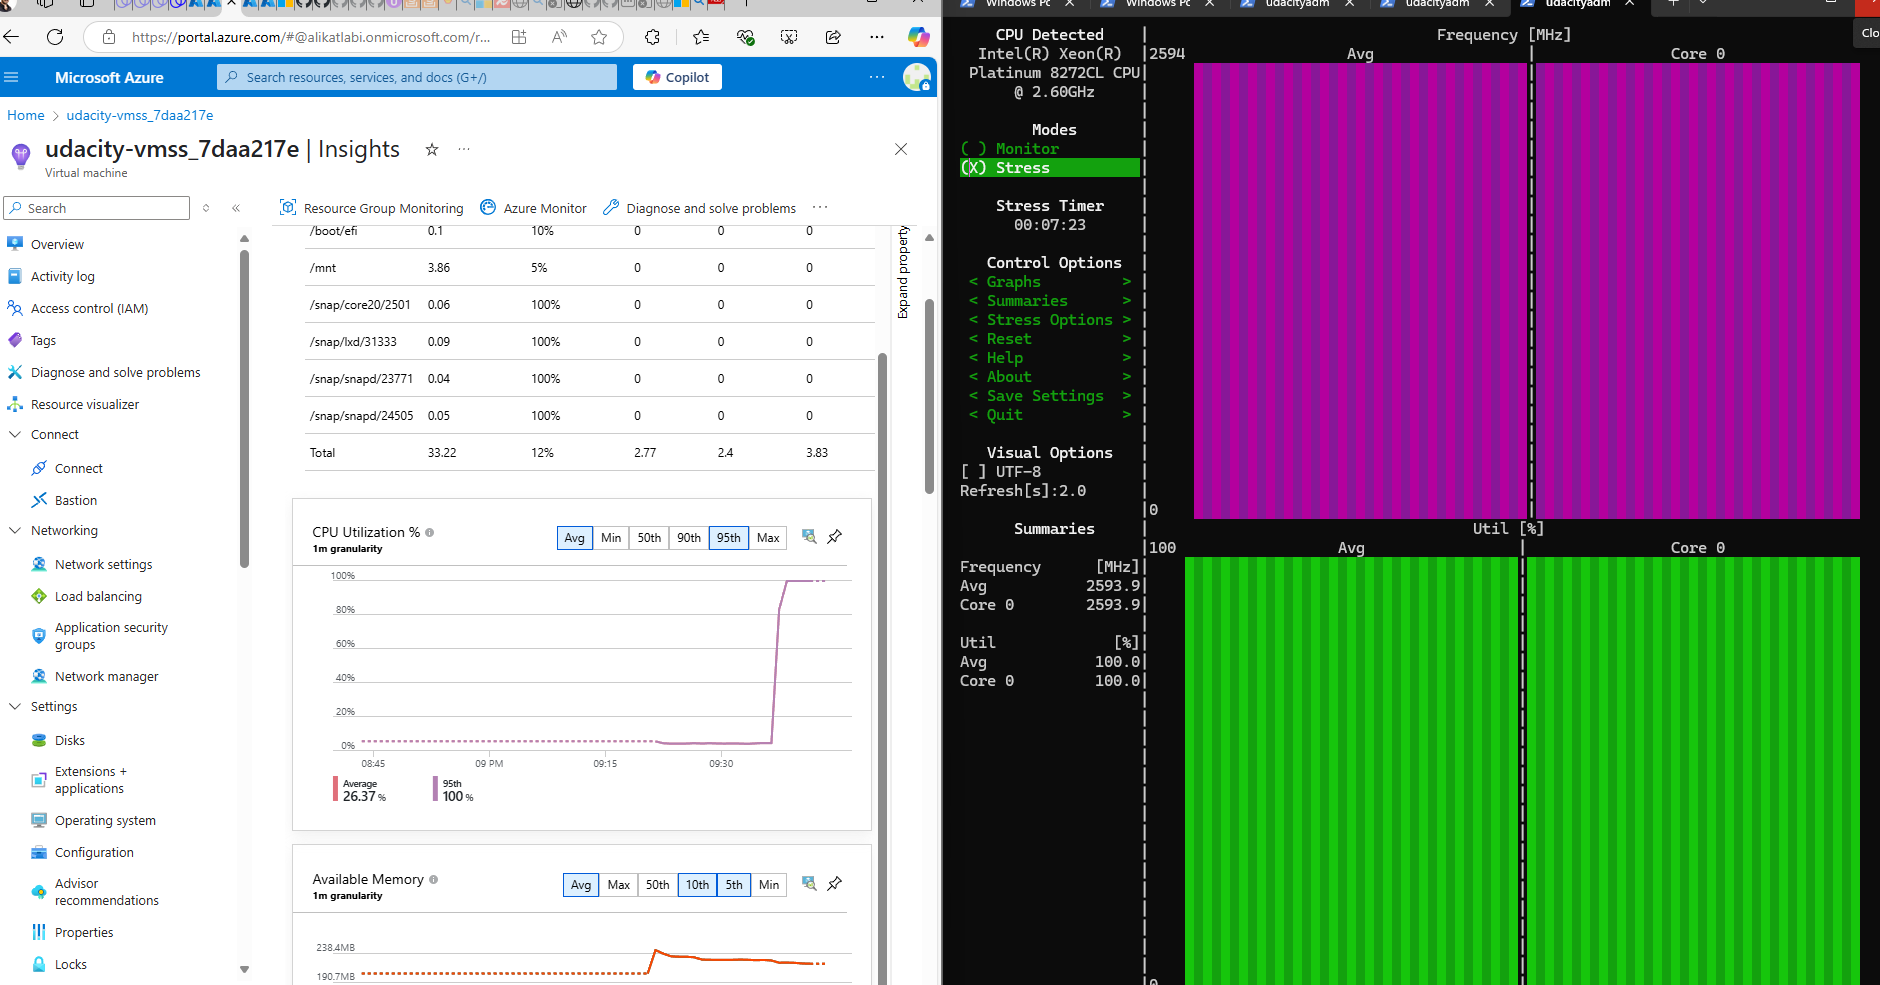 https://portal.azure.com/#@alikatlabi.onmicrosoft.com/r...
Microsoft Azure
Search resources, services, and docs (G+/)
Copilot
Home > udacity-vmss_7daa217e
udacity-vmss_7daa217e | Insights
Virtual machine
Search
Overview
Activity log
Access control (IAM)
Tags
Diagnose and solve problems
Resource visualizer
Connect
Connect
Bastion
Networking
Network settings
Load balancing
Application security
groups
Network manager
Settings
Disks
Extensions +
applications
Operating system
Configuration
Advisor
recommendations
Properties
Locks
Resource Group Monitoring
Azure Monitor
Diagnose and solve problems
/boot/efi 0.1 10% 0 0 0
/mnt 3.86 5% 0 0 0
/snap/core20/2501 0.06 100% 0 0 0
/snap/lxd/31333 0.09 100% 0 0 0
/snap/snapd/23771 0.04 100% 0 0 0
/snap/snapd/24505 0.05 100% 0 0 0
Total 33.22 12% 2.77 2.4 3.83
Expand property
CPU Utilization %
1m granularity
Avg Min 50th 90th 95th Max
100%
80%
60%
40%
20%
0%
08:45 09 PM 09:15 09:30
Average
26.37 %
95th
100 %
Available Memory
1m granularity
Avg Max 50th 10th 5th Min
238.4MB
190.7MB
Windows Pc
Windows Pc
udacityadm
udacityadm
udacityadm
Clo
CPU Detected
Intel(R) Xeon(R)
Platinum 8272CL CPU
@ 2.60GHz
Modes
( ) Monitor
(X) Stress
Stress Timer
00:07:23
Control Options
< Graphs >
< Summaries >
< Stress Options >
< Reset >
< Help >
< About >
< Save Settings >
< Quit >
Visual Options
[ ] UTF-8
Refresh[s]:2.0
Summaries
Frequency [MHz]
Avg 2593.9
Core 0 2593.9
Util [%]
Avg 100.0
Core 0 100.0
Frequency [MHz]
2594 Avg Core 0
0
Util [%]
100 Avg Core 0
0